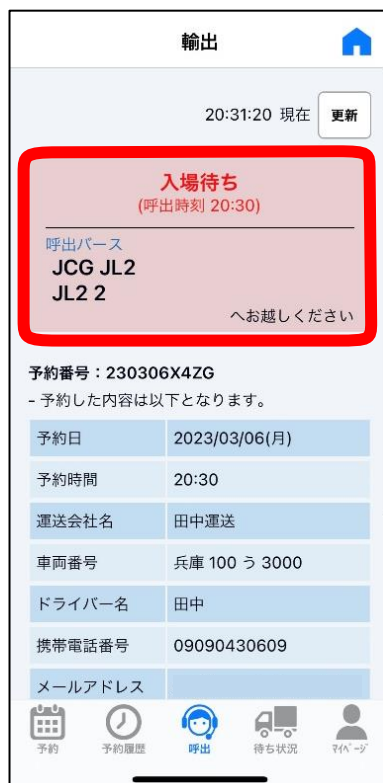 輸出
20:31:20 現在 更新
入場待ち
(呼出時刻 20:30)
呼出バース
JCG JL2
JL2 2
へお越しください
予約番号：230306X4ZG
- 予約した内容は以下となります。
予約日 2023/03/06(月)
予約時間 20:30
運送会社名 田中運送
車両番号 兵庫 100 う 3000
ドライバー名 田中
携帯電話番号 09090430609
メールアドレス
予約 予約履歴 呼出 待ち状況 マイページ